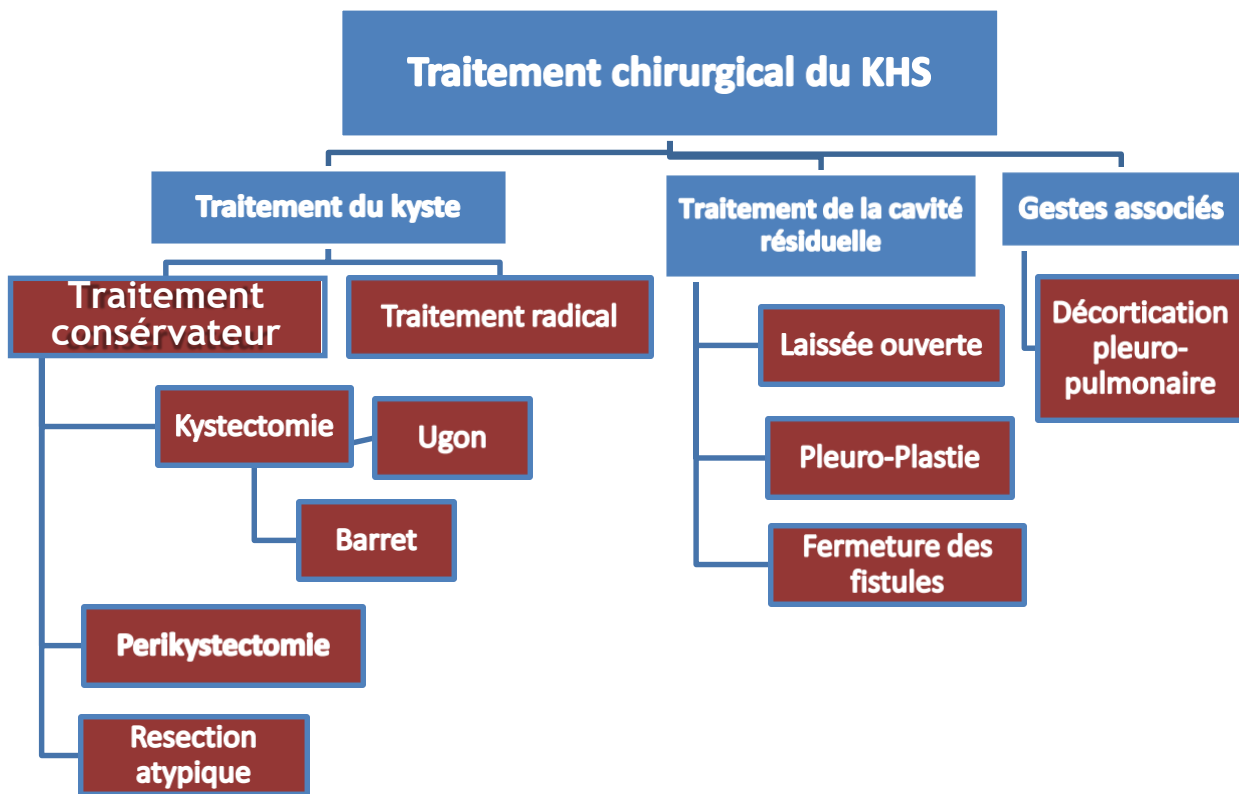 Traitement chirurgical du KHS
Traitement du kyste
Traitement de la cavité
résiduelle
Gestes associés
Traitement
consérvateur
Traitement radical
Kystectomie
Ugon
Barret
Perikystectomie
Resection
atypique
Laissée ouverte
Pleuro-Plastie
Fermeture des
fistules
Décortication
pleuro-
pulmonaire